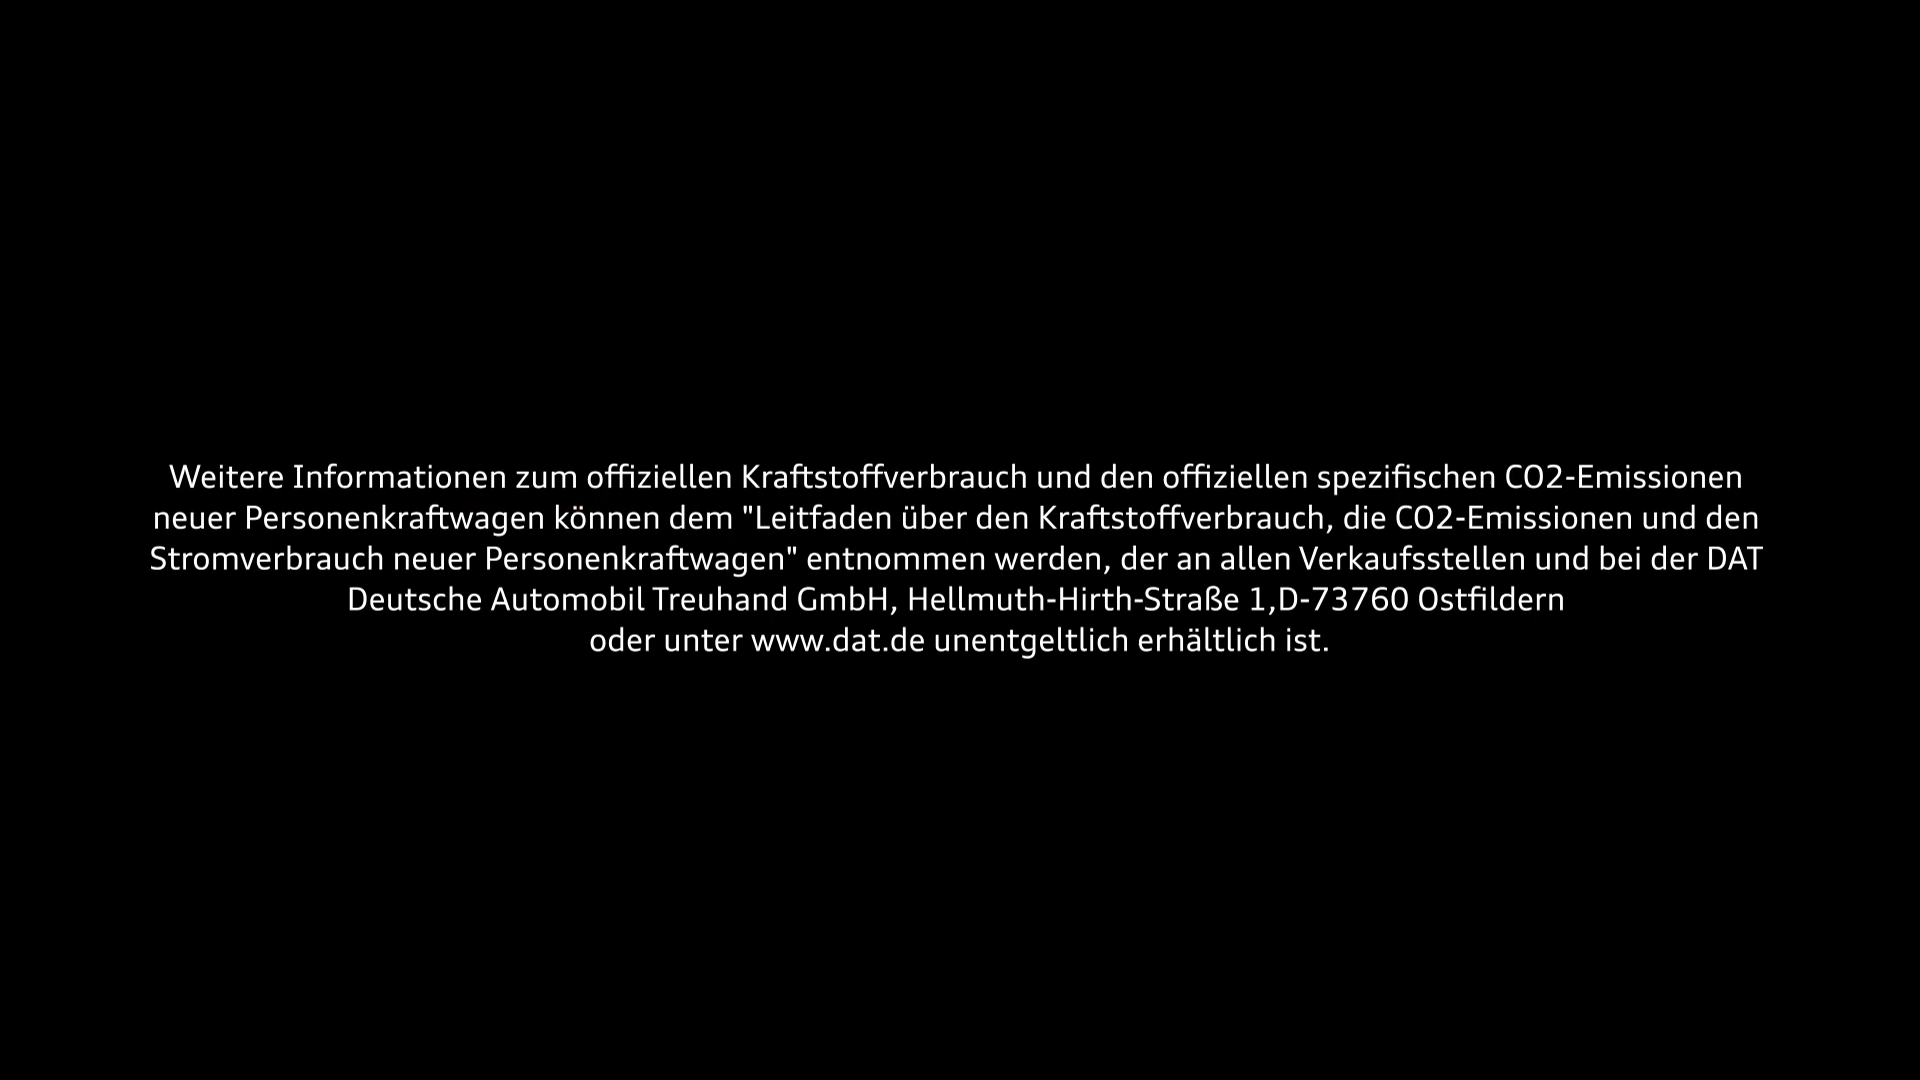 Weitere Informationen zum offiziellen Kraftstoffverbrauch und den offiziellen spezifischen CO2-Emissionen
neuer Personenkraftwagen können dem "Leitfaden über den Kraftstoffverbrauch, die CO2-Emissionen und den
Stromverbrauch neuer Personenkraftwagen" entnommen werden, der an allen Verkaufsstellen und bei der DAT
Deutsche Automobil Treuhand GmbH, Hellmuth-Hirth-Straße 1,D-73760 Ostfildern
oder unter www.dat.de unentgeltlich erhältlich ist.